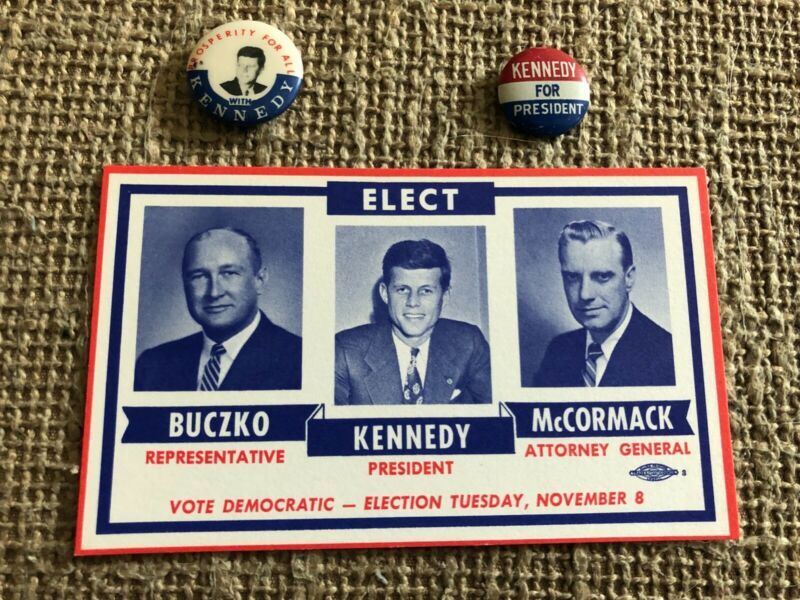 PROSPERITY FOR ALL
WITH
KENNEDY
KENNEDY
FOR
PRESIDENT
ELECT
BUCZKO
REPRESENTATIVE
KENNEDY
PRESIDENT
McCORMACK
ATTORNEY GENERAL
8
VOTE DEMOCRATIC — ELECTION TUESDAY, NOVEMBER 8